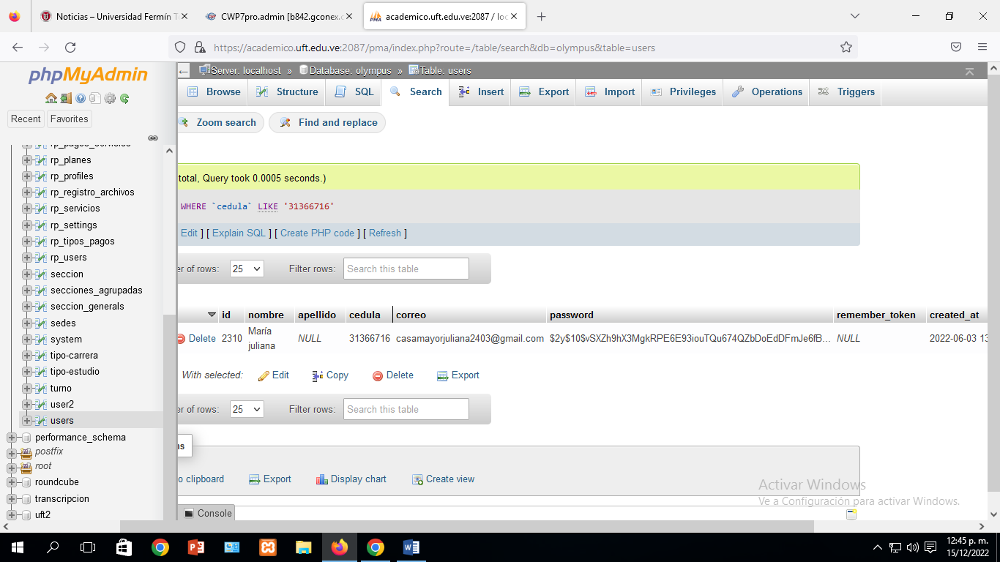 Noticias – Universidad Fermín T
CWP7pro.admin [b842.gconex.c
academico.uft.edu.ve:2087 / loc
https://academico.uft.edu.ve:2087/pma/index.php?route=/table/search&db=olympus&table=users
phpMyAdmin
Recent
Favorites
rp_pagos_servicios
rp_planes
rp_profiles
rp_registro_archivos
rp_servicios
rp_settings
rp_tipos_pagos
rp_users
seccion
secciones_agrupadas
seccion_generals
sedes
system
tipo-carrera
tipo-estudio
turno
user2
users
performance_schema
postfix
root
roundcube
transcripcion
uft2
Server: localhost » Database: olympus » Table: users
Browse Structure SQL Search Insert Export Import Privileges Operations Triggers
Zoom search Find and replace
total, Query took 0.0005 seconds.)
WHERE `cedula` LIKE '31366716'
Edit ] [ Explain SQL ] [ Create PHP code ] [ Refresh ]
er of rows: 25 Filter rows: Search this table
id nombre apellido cedula correo password remember_token created_at
Delete 2310 María juliana NULL 31366716 casamayorjuliana2403@gmail.com $2y$10$vSXZh9hX3MgkRPE6E93iouTQu674QZbDoEdDFmJe6fB... NULL 2022-06-03 13
With selected: Edit Copy Delete Export
er of rows: 25 Filter rows: Search this table
ns
o clipboard Export Display chart Create view
Console
Activar Windows
Ve a Configuración para activar Windows.
12:45 p. m.
15/12/2022